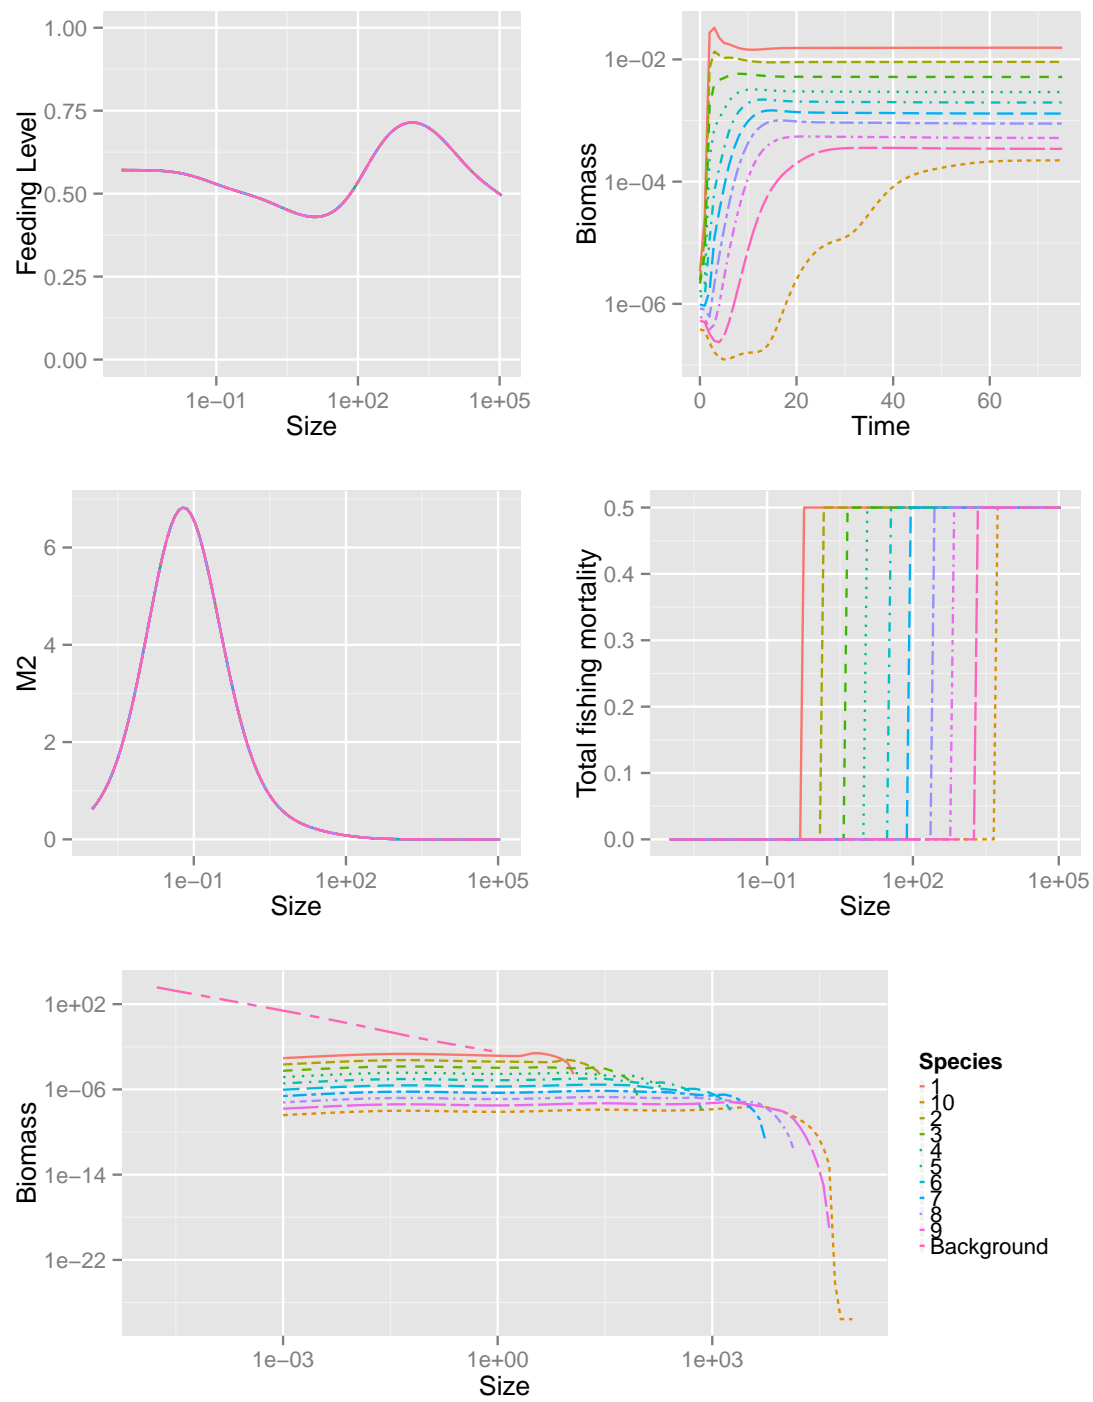 1.00
0.75
0.50
0.25
0.00
Feeding Level
1e−01 1e+02 1e+05
Size
1e−02
1e−04
1e−06
Biomass
0 20 40 60
Time
6
4
2
0
M2
1e−01 1e+02 1e+05
Size
0.5
0.4
0.3
0.2
0.1
0.0
Total fishing mortality
1e−01 1e+02 1e+05
Size
1e+02
1e−06
1e−14
1e−22
Biomass
1e−03 1e+00 1e+03
Size
Species
1
10
2
3
4
5
6
7
8
9
Background